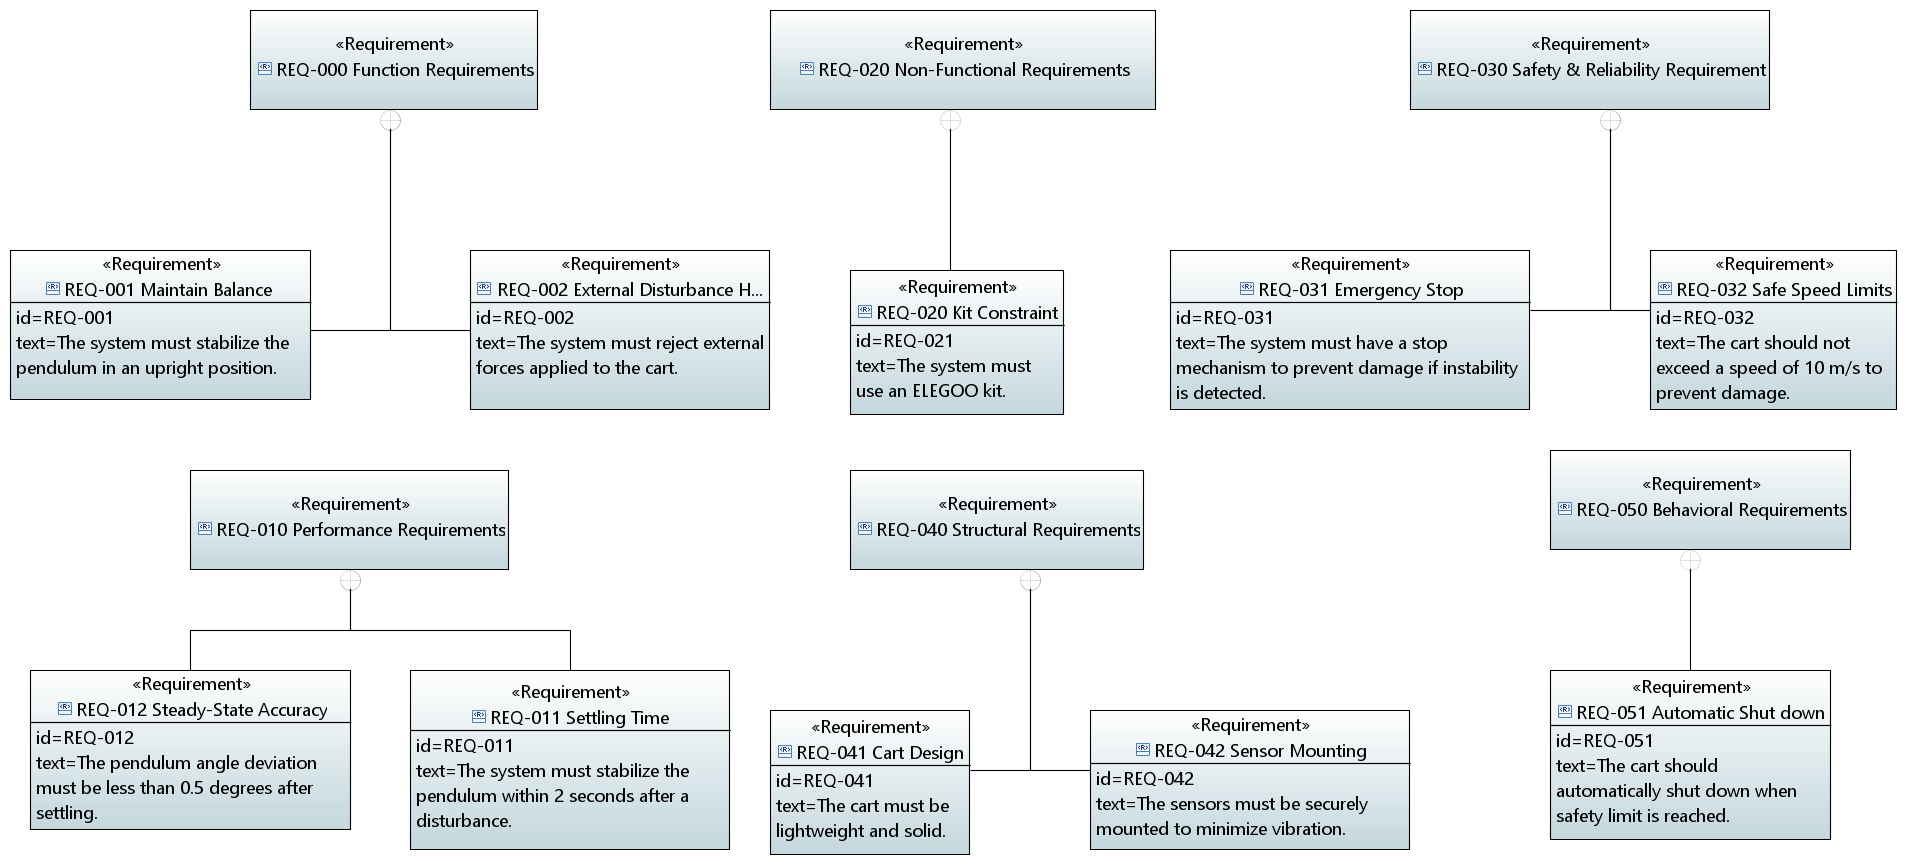 «Requirement»
REQ-000 Function Requirements
«Requirement»
REQ-020 Non-Functional Requirements
«Requirement»
REQ-030 Safety & Reliability Requirement
«Requirement»
REQ-001 Maintain Balance
id=REQ-001
text=The system must stabilize the
pendulum in an upright position.
«Requirement»
REQ-002 External Disturbance H...
id=REQ-002
text=The system must reject external
forces applied to the cart.
«Requirement»
REQ-020 Kit Constraint
id=REQ-021
text=The system must
use an ELEGOO kit.
«Requirement»
REQ-031 Emergency Stop
id=REQ-031
text=The system must have a stop
mechanism to prevent damage if instability
is detected.
«Requirement»
REQ-032 Safe Speed Limits
id=REQ-032
text=The cart should not
exceed a speed of 10 m/s to
prevent damage.
«Requirement»
REQ-010 Performance Requirements
«Requirement»
REQ-040 Structural Requirements
«Requirement»
REQ-050 Behavioral Requirements
«Requirement»
REQ-012 Steady-State Accuracy
id=REQ-012
text=The pendulum angle deviation
must be less than 0.5 degrees after
settling.
«Requirement»
REQ-011 Settling Time
id=REQ-011
text=The system must stabilize the
pendulum within 2 seconds after a
disturbance.
«Requirement»
REQ-041 Cart Design
id=REQ-041
text=The cart must be
lightweight and solid.
«Requirement»
REQ-042 Sensor Mounting
id=REQ-042
text=The sensors must be securely
mounted to minimize vibration.
«Requirement»
REQ-051 Automatic Shut down
id=REQ-051
text=The cart should
automatically shut down when
safety limit is reached.